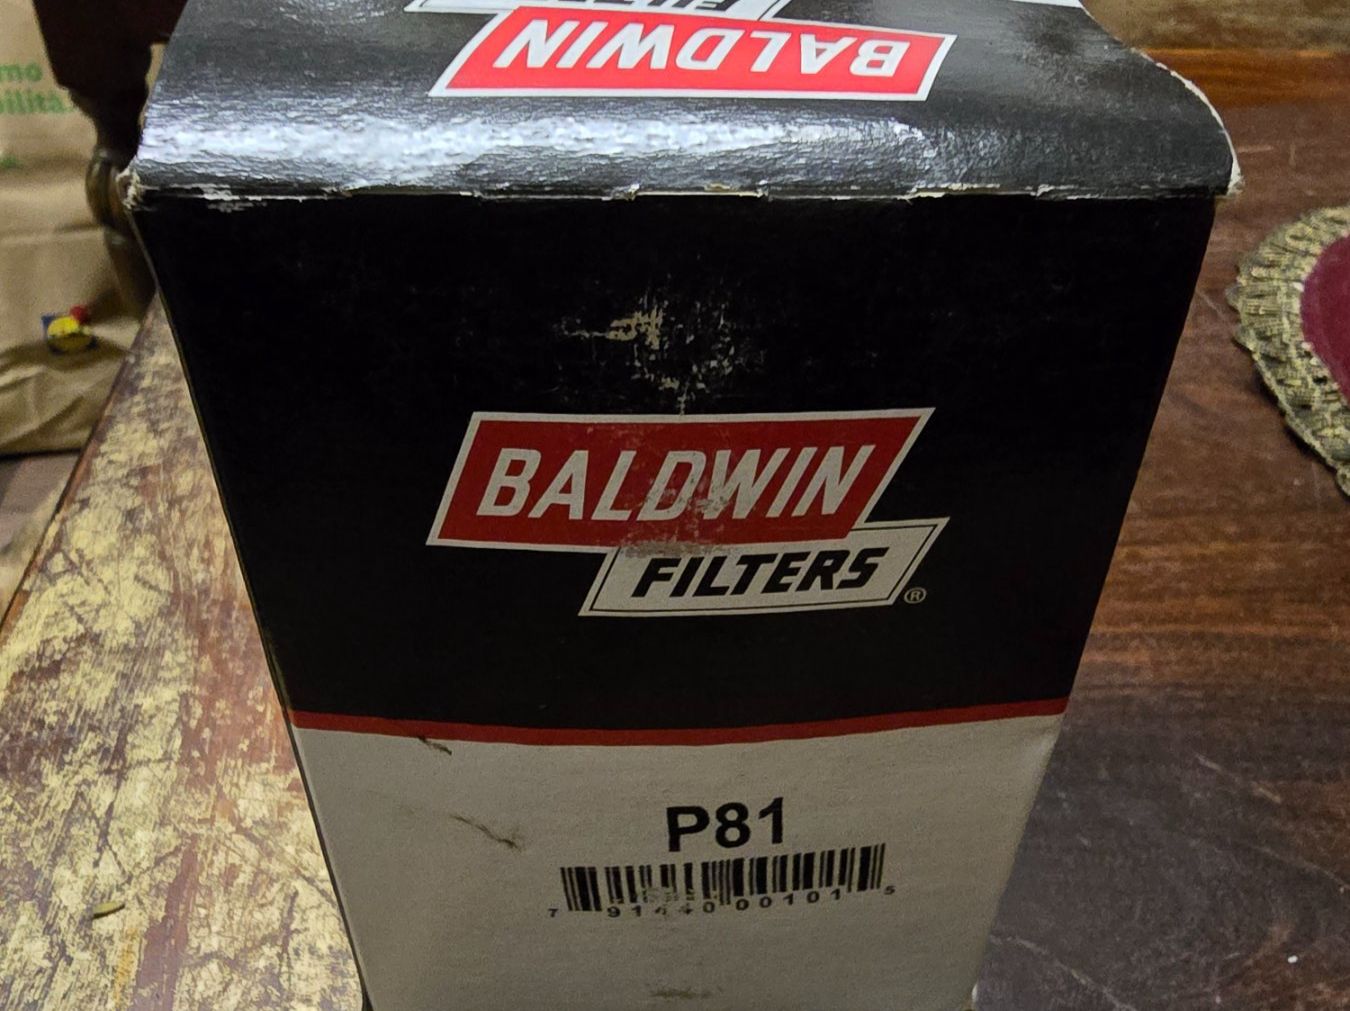 BALDWIN
BALDWIN
FILTERS
®
P81
7 91440 00101 5